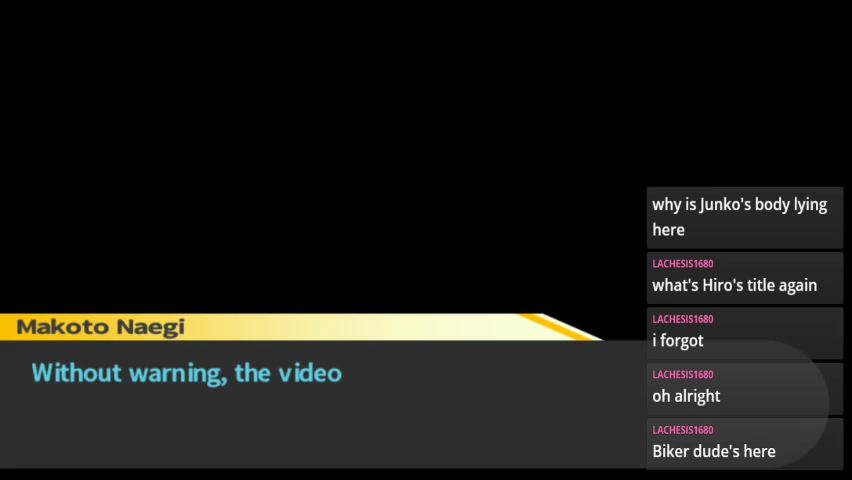 why is Junko's body lying
here
LACHESIS1680
what's Hiro's title again
LACHESIS1680
i forgot
LACHESIS1680
oh alright
LACHESIS1680
Biker dude's here
Makoto Naegi
Without warning, the video